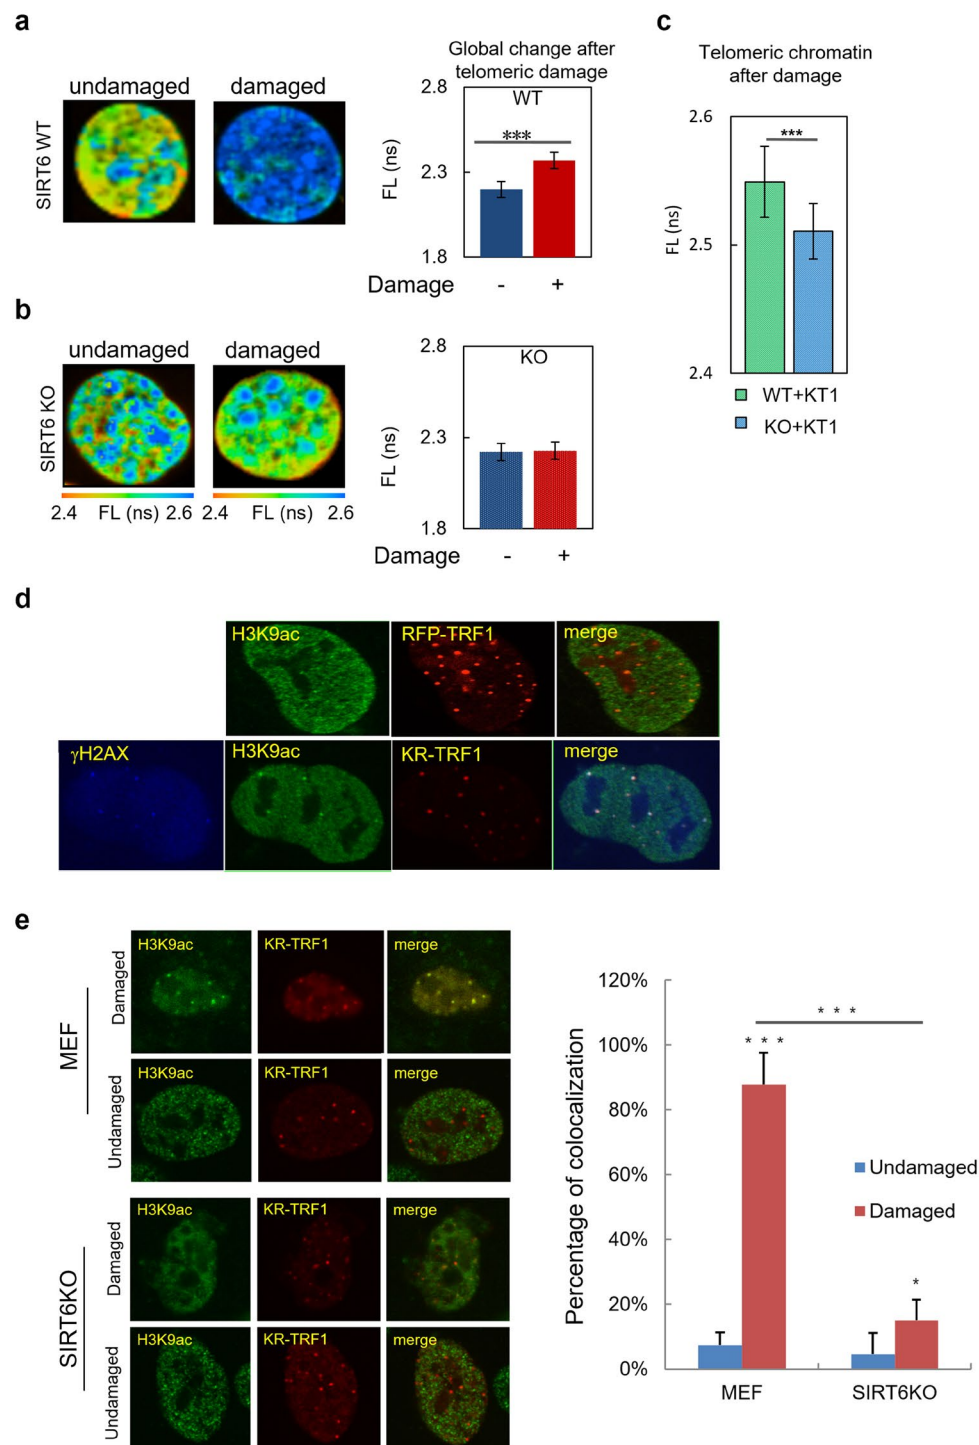 a
undamaged
damaged
SIRT6 WT
Global change after
telomeric damage
2.8
WT
***
FL (ns)
2.3
1.8
Damage - +
c
Telomeric chromatin
after damage
2.6
***
FL (ns)
2.5
2.4
WT+KT1
KO+KT1
b
undamaged
damaged
SIRT6 KO
2.4 FL (ns) 2.6
2.4 FL (ns) 2.6
2.8
KO
FL (ns)
2.3
1.8
Damage - +
d
H3K9ac
RFP-TRF1
merge
γH2AX
H3K9ac
KR-TRF1
merge
e
MEF
Damaged
H3K9ac
KR-TRF1
merge
Undamaged
H3K9ac
KR-TRF1
merge
SIRT6KO
Damaged
H3K9ac
KR-TRF1
merge
Undamaged
H3K9ac
KR-TRF1
merge
Percentage of colocalization
120%
100%
80%
60%
40%
20%
0%
* * *
* * *
*
Undamaged
Damaged
MEF
SIRT6KO